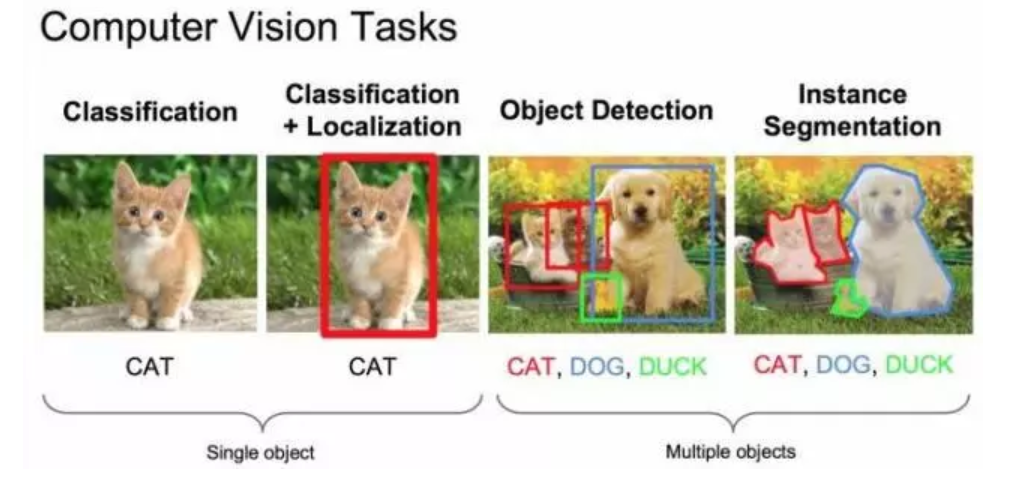 Computer Vision Tasks
Classification
Classification
+ Localization
Object Detection
Instance
Segmentation
CAT
CAT
CAT, DOG, DUCK
CAT, DOG, DUCK
Single object
Multiple objects